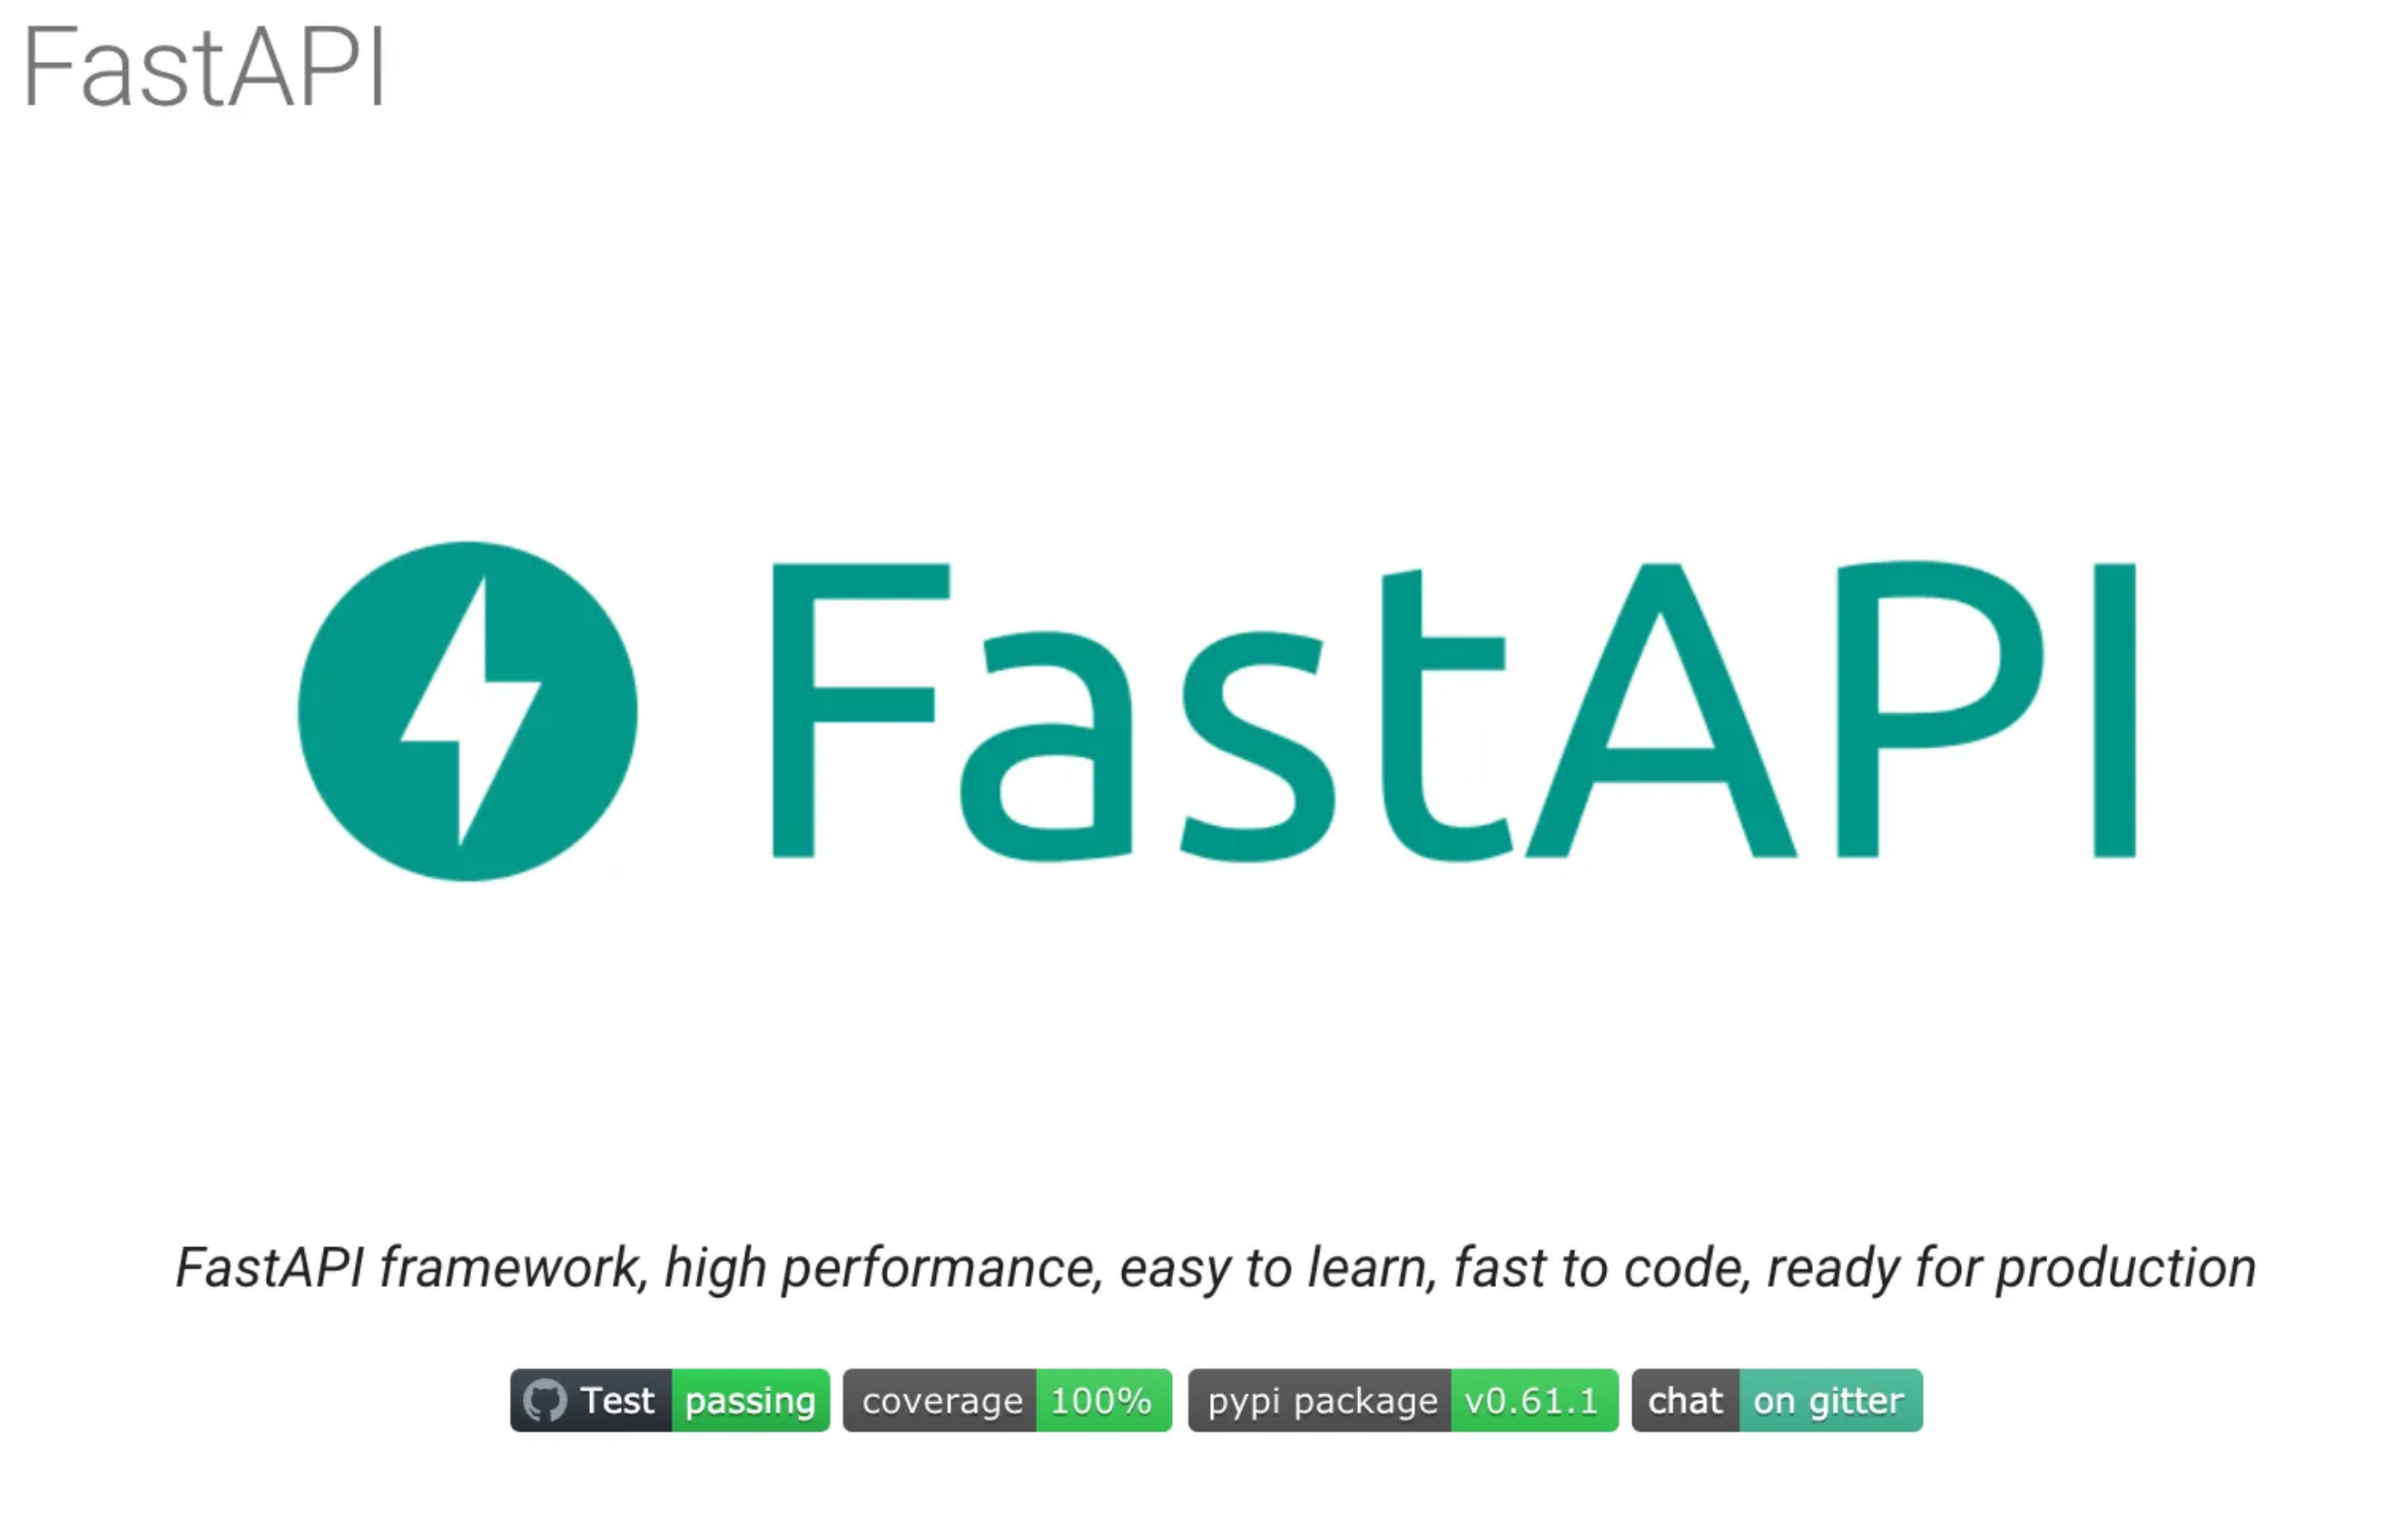 FastAPI
FastAPI
FastAPI framework, high performance, easy to learn, fast to code, ready for production
Test passing coverage 100% pypi package v0.61.1 chat on gitter